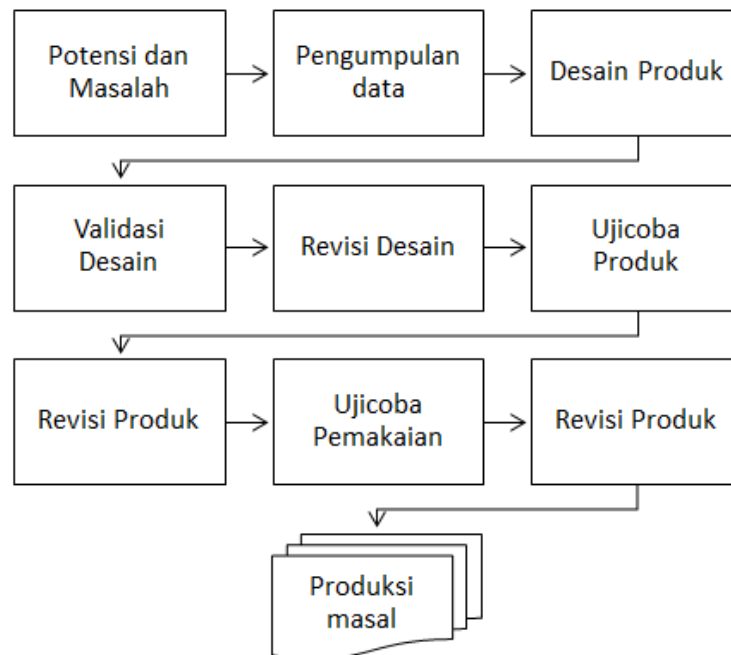 Potensi dan
Masalah
Pengumpulan
data
Desain Produk
Validasi
Desain
Revisi Desain
Ujicoba
Produk
Revisi Produk
Ujicoba
Pemakaian
Revisi Produk
Produksi
masal